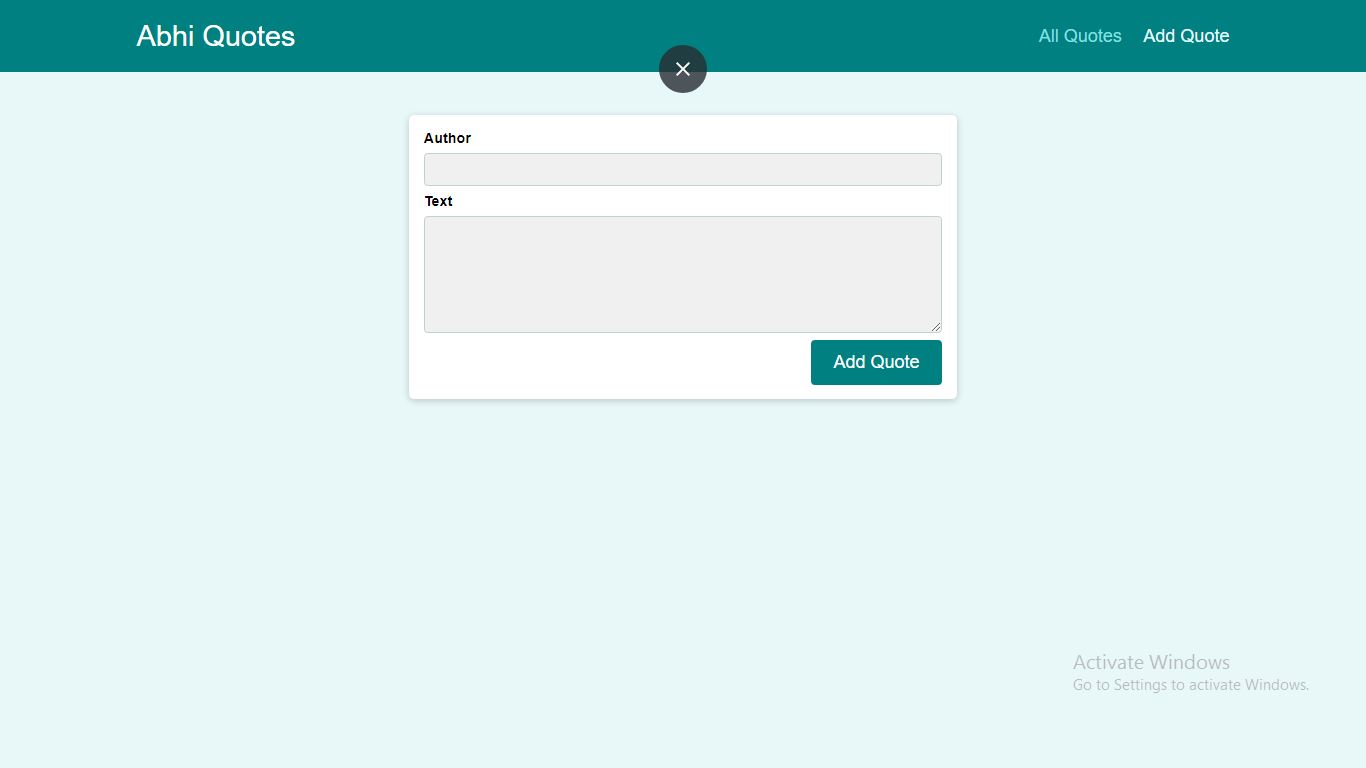 Abhi Quotes
All Quotes
Add Quote
Author
Text
Add Quote
Activate Windows
Go to Settings to activate Windows.